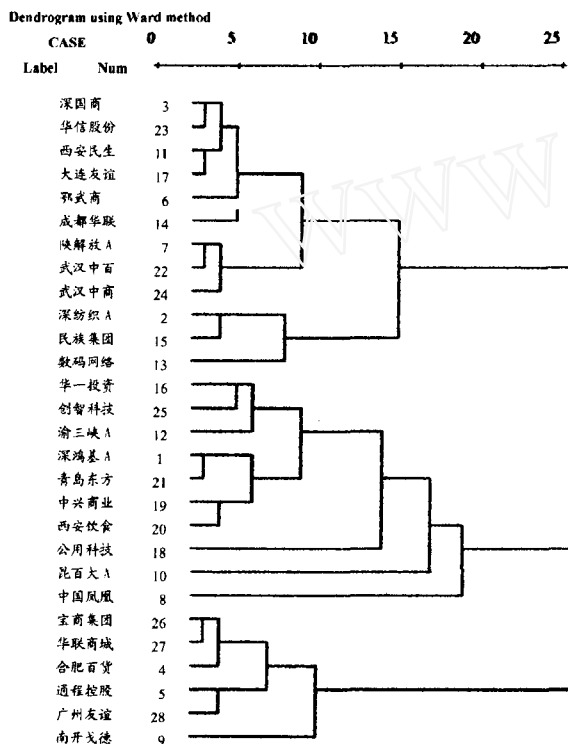 Dendrogram using Ward method
CASE 0 5 10 15 20 25
Label Num
深国商 3
华信股份 23
西安民生 11
大连友谊 17
鄂武商 6
成都华联 14
陕解放A 7
武汉中百 22
武汉中商 24
深纺织A 2
民族集团 15
数码网络 13
华一投资 16
创智科技 25
渝三峡A 12
深鸿基A 1
青岛东方 21
中兴商业 19
西安饮食 20
公用科技 18
昆百大A 10
中国凤凰 8
宝商集团 26
华联商城 27
合肥百货 4
通程控股 5
广州友谊 28
南开戈德 9
WWW